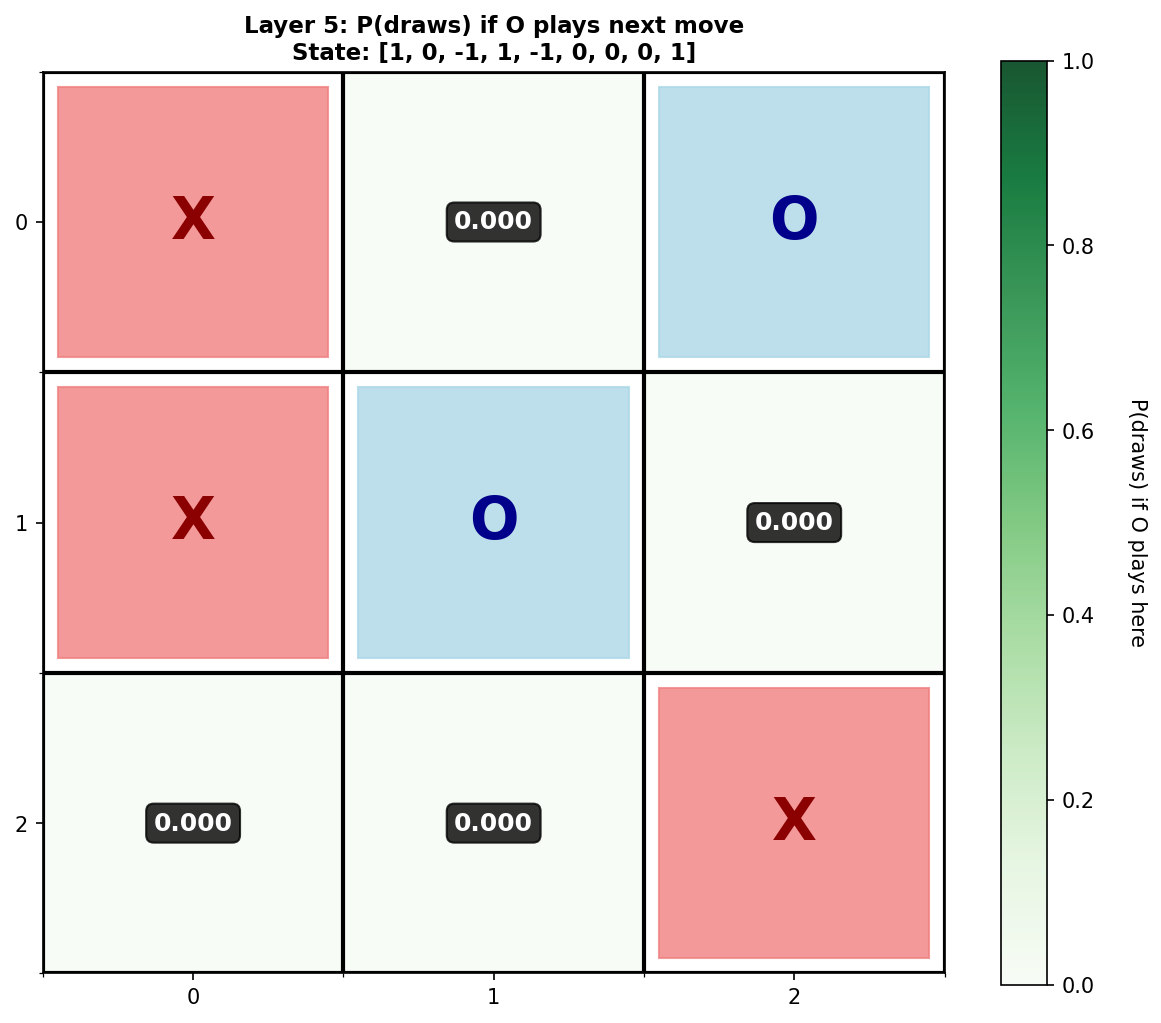 Layer 5: P(draws) if O plays next move
State: [1, 0, -1, 1, -1, 0, 0, 0, 1]
X
0.000
O
X
O
0.000
0.000
0.000
X
0
1
2
0
1
2
1.0
0.8
0.6
0.4
0.2
0.0
P(draws) if O plays here